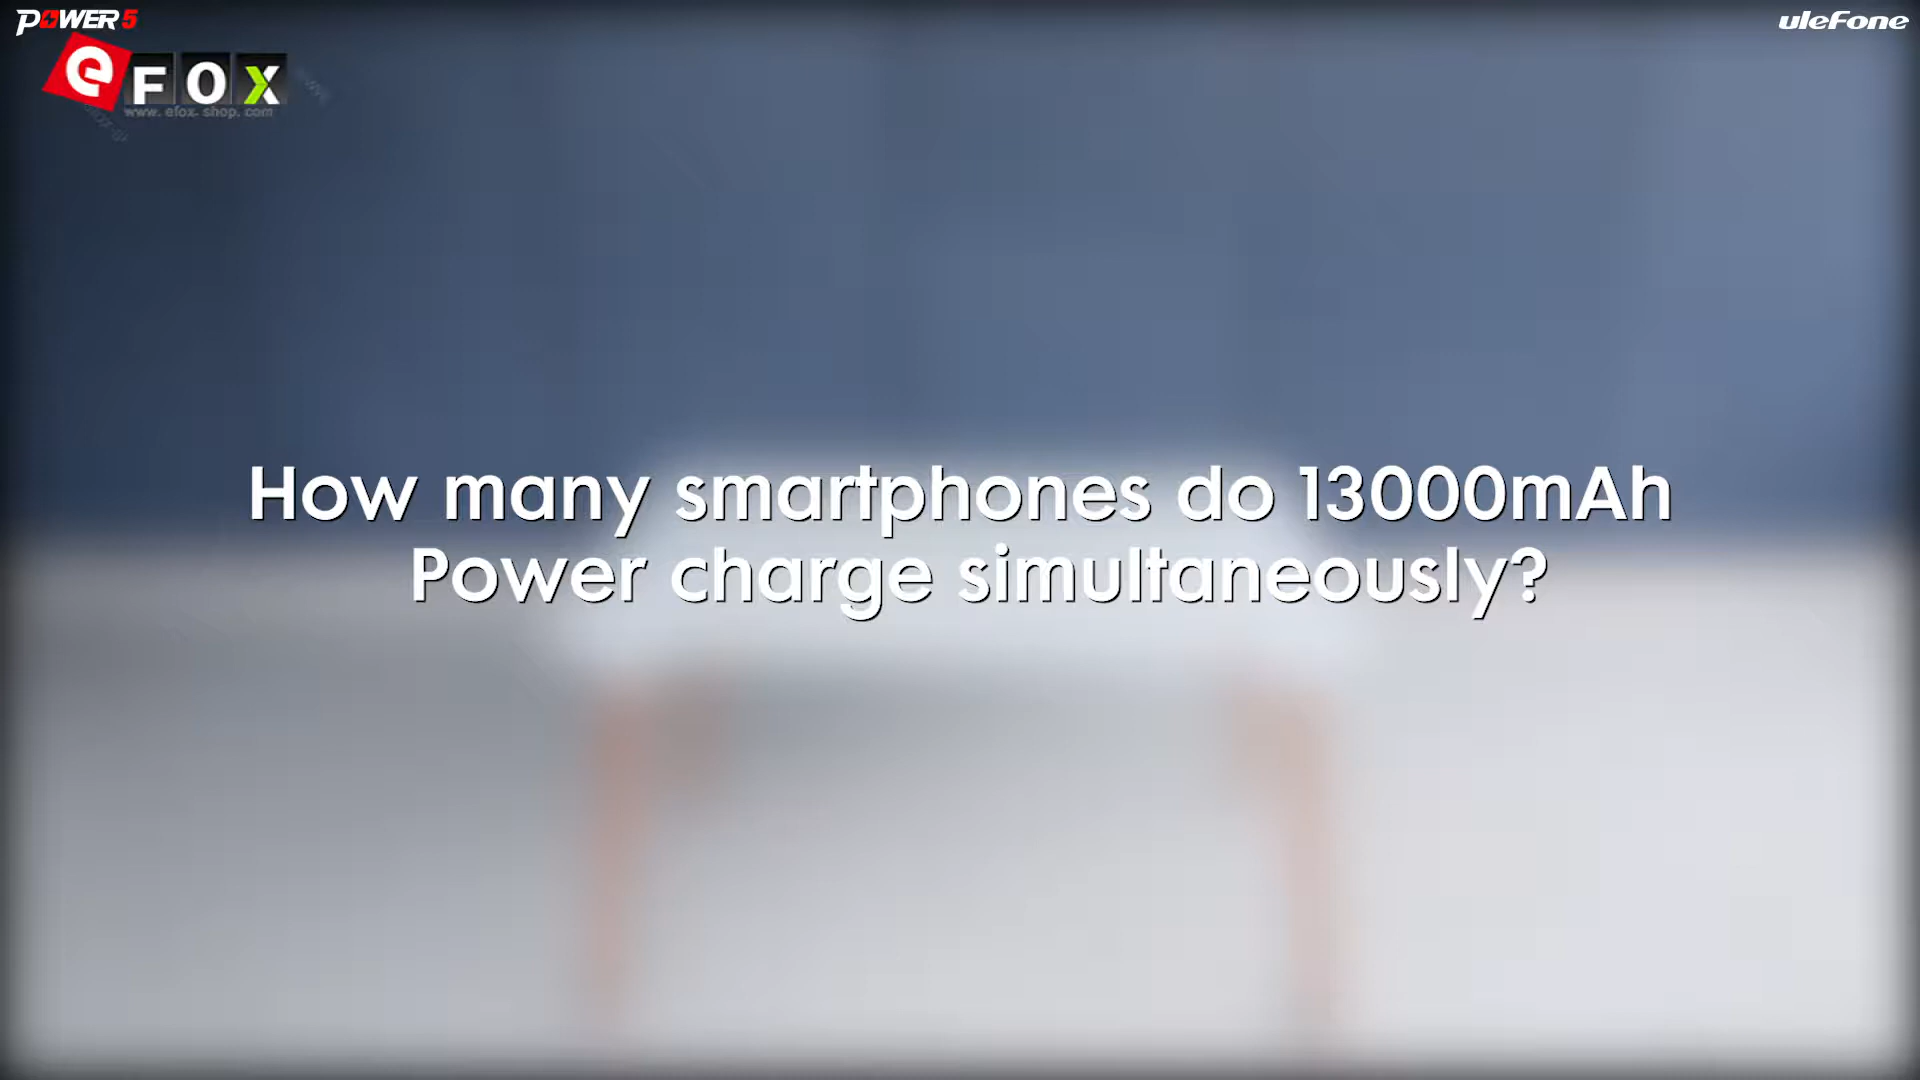 POWER 5
uleFone
eFOX
www.efox-shop.com
How many smartphones do 13000mAh
Power charge simultaneously?